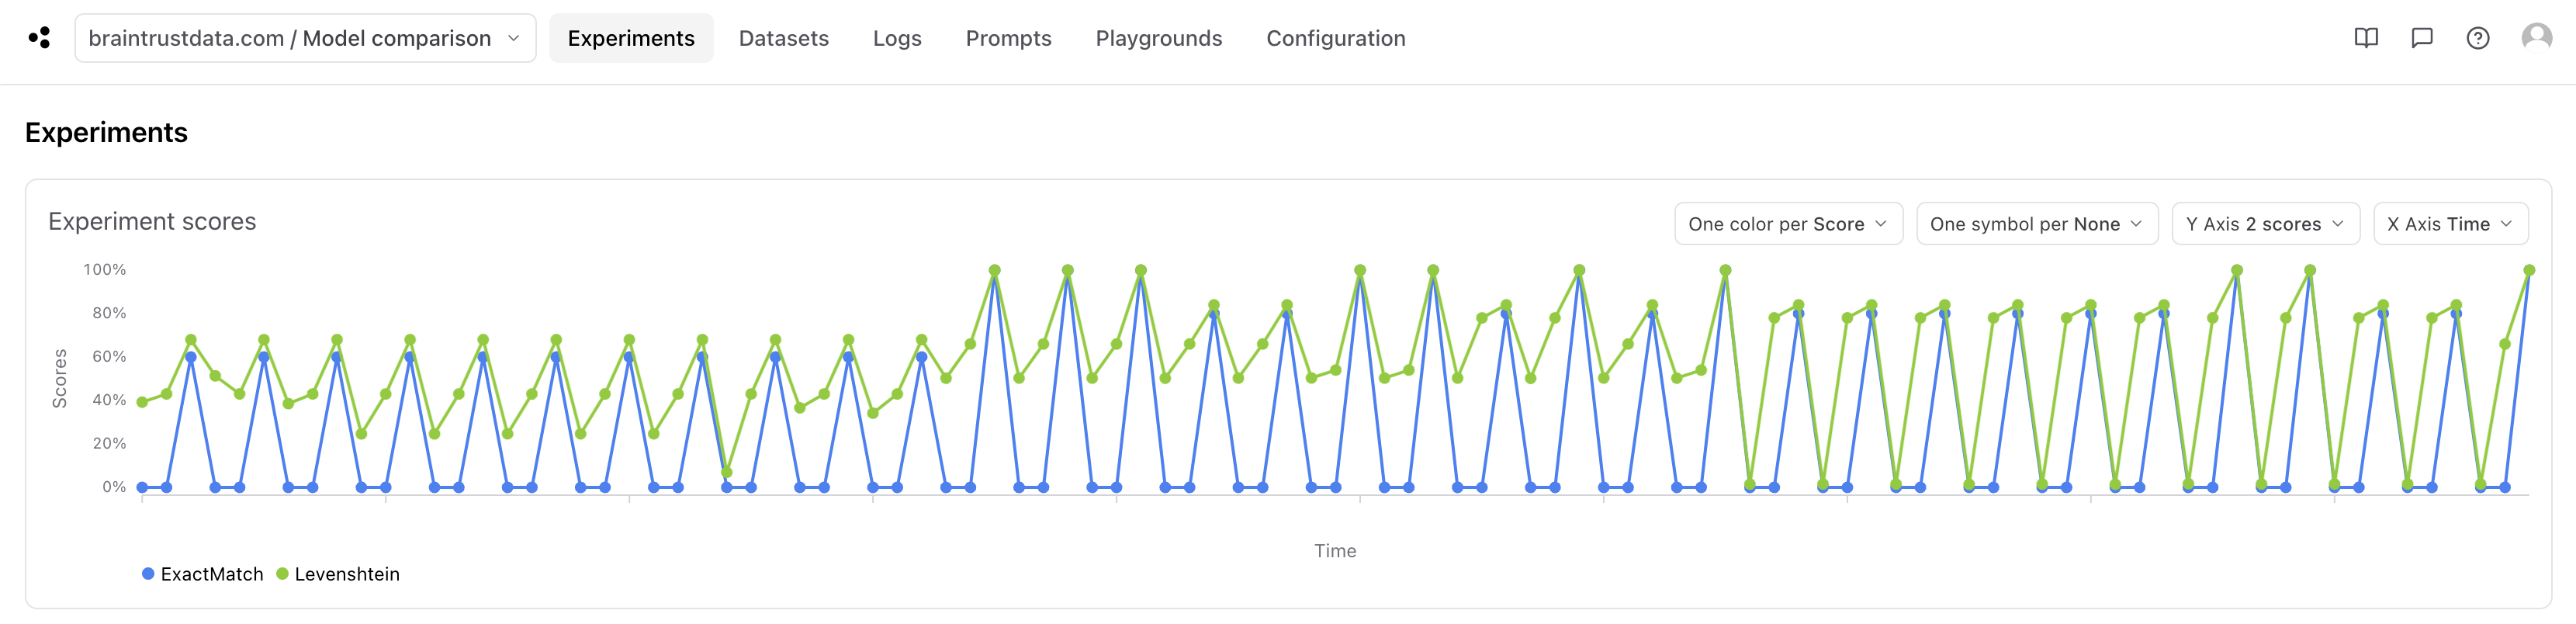 braintrustdata.com / Model comparison
Experiments
Datasets
Logs
Prompts
Playgrounds
Configuration
Experiments
Experiment scores
One color per Score
One symbol per None
Y Axis 2 scores
X Axis Time
100%
80%
60%
40%
20%
0%
Scores
Time
ExactMatch
Levenshtein